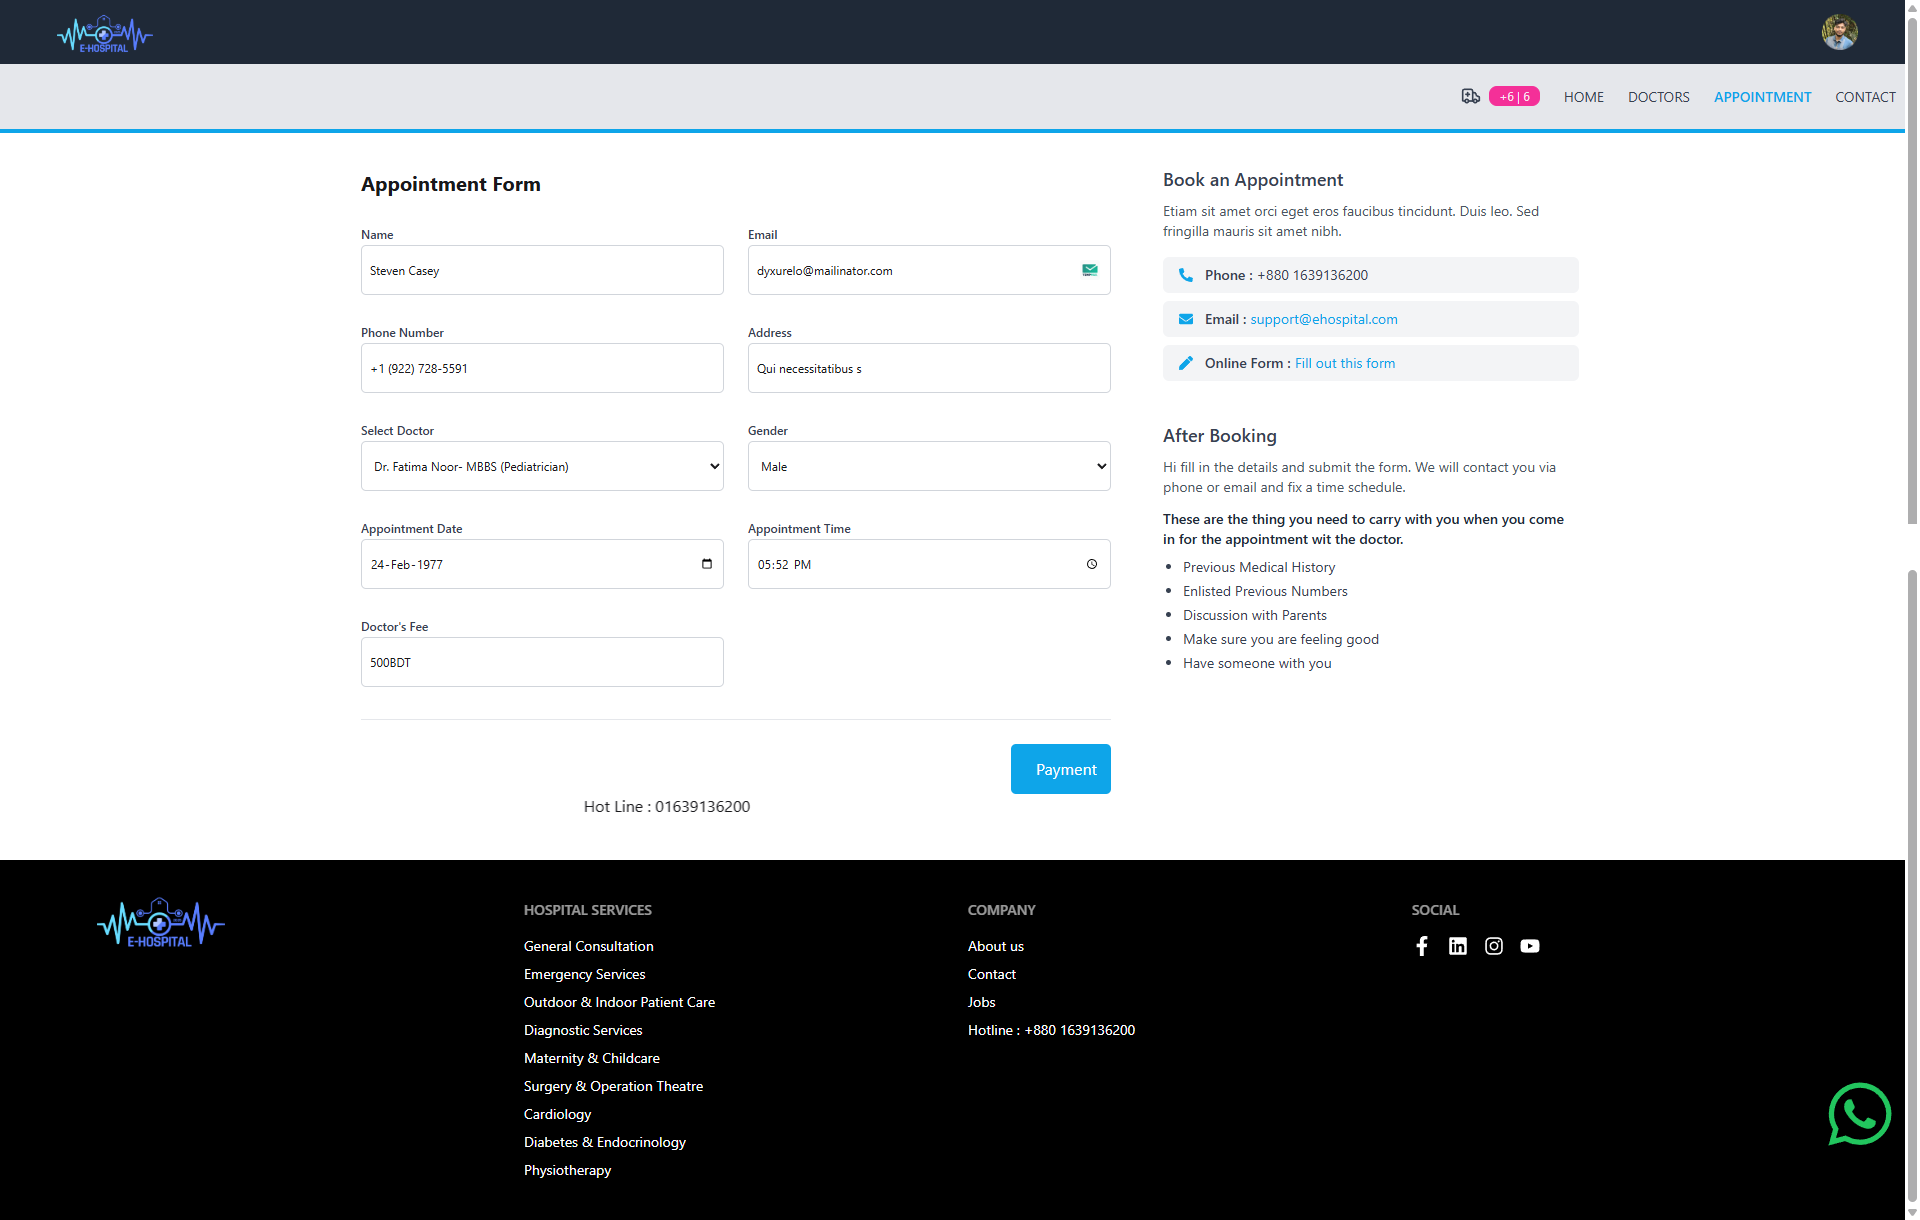 E-HOSPITAL
+6 | 6
HOME
DOCTORS
APPOINTMENT
CONTACT
Appointment Form
Name
Email
Steven Casey
dyxurelo@mailinator.com
Phone Number
Address
+1 (922) 728-5591
Qui necessitatibus s
Select Doctor
Gender
Dr. Fatima Noor- MBBS (Pediatrician)
Male
Appointment Date
Appointment Time
24-Feb-1977
05:52 PM
Doctor's Fee
500BDT
Payment
Hot Line : 01639136200
Book an Appointment
Etiam sit amet orci eget eros faucibus tincidunt. Duis leo. Sed
fringilla mauris sit amet nibh.
Phone : +880 1639136200
Email : support@ehospital.com
Online Form : Fill out this form
After Booking
Hi fill in the details and submit the form. We will contact you via
phone or email and fix a time schedule.
These are the thing you need to carry with you when you come
in for the appointment wit the doctor.
Previous Medical History
Enlisted Previous Numbers
Discussion with Parents
Make sure you are feeling good
Have someone with you
E-HOSPITAL
HOSPITAL SERVICES
General Consultation
Emergency Services
Outdoor & Indoor Patient Care
Diagnostic Services
Maternity & Childcare
Surgery & Operation Theatre
Cardiology
Diabetes & Endocrinology
Physiotherapy
COMPANY
About us
Contact
Jobs
Hotline : +880 1639136200
SOCIAL